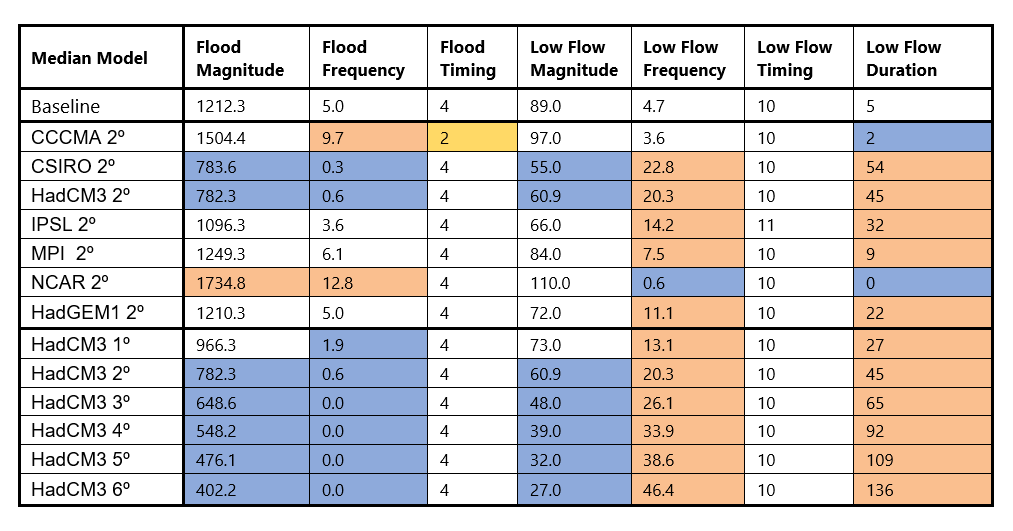 Median Model Flood Magnitude Flood Frequency Flood Timing Low Flow Magnitude Low Flow Frequency Low Flow Timing Low Flow Duration
Baseline 1212.3 5.0 4 89.0 4.7 10 5
CCCMA 2º 1504.4 9.7 2 97.0 3.6 10 2
CSIRO 2º 783.6 0.3 4 55.0 22.8 10 54
HadCM3 2º 782.3 0.6 4 60.9 20.3 10 45
IPSL 2º 1096.3 3.6 4 66.0 14.2 11 32
MPI 2º 1249.3 6.1 4 84.0 7.5 10 9
NCAR 2º 1734.8 12.8 4 110.0 0.6 10 0
HadGEM1 2º 1210.3 5.0 4 72.0 11.1 10 22
HadCM3 1º 966.3 1.9 4 73.0 13.1 10 27
HadCM3 2º 782.3 0.6 4 60.9 20.3 10 45
HadCM3 3º 648.6 0.0 4 48.0 26.1 10 65
HadCM3 4º 548.2 0.0 4 39.0 33.9 10 92
HadCM3 5º 476.1 0.0 4 32.0 38.6 10 109
HadCM3 6º 402.2 0.0 4 27.0 46.4 10 136